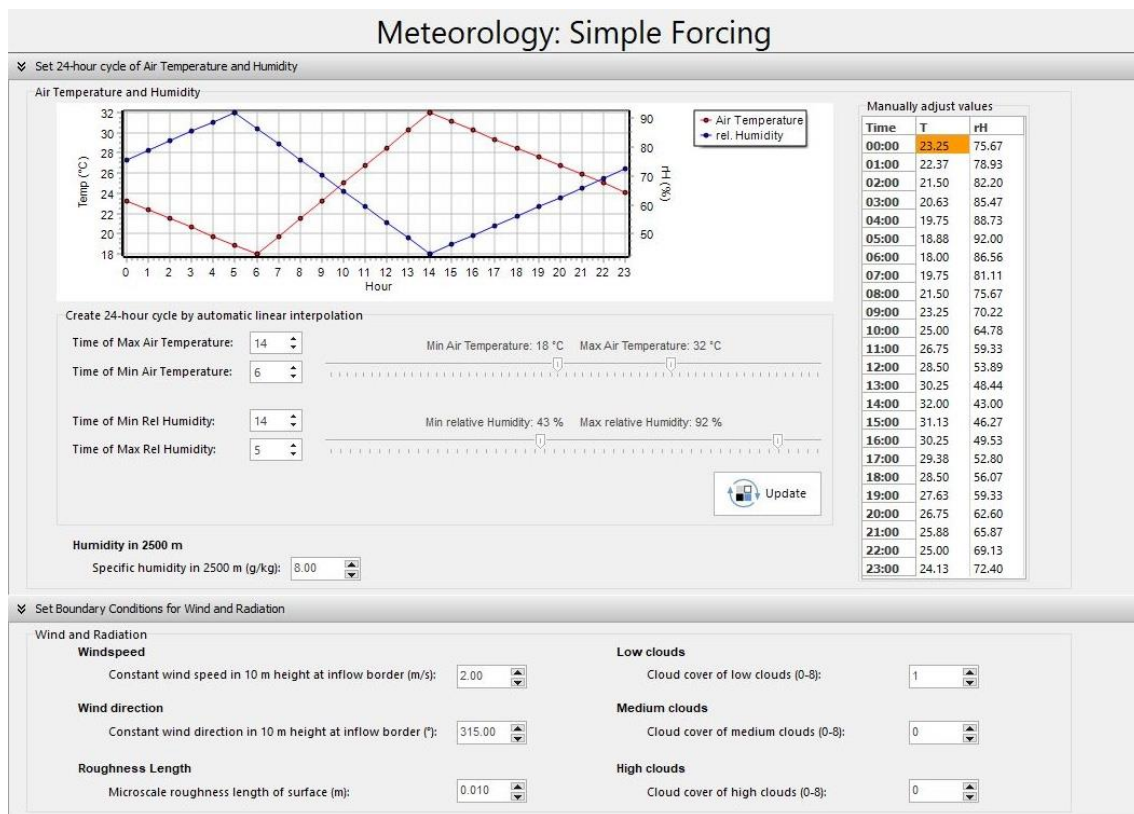 Meteorology: Simple Forcing
Set 24-hour cycle of Air Temperature and Humidity
Air Temperature and Humidity
32
30
28
26
24
22
20
18
Temp (°C)
90
80
70
60
50
rH (%)
0 1 2 3 4 5 6 7 8 9 10 11 12 13 14 15 16 17 18 19 20 21 22 23
Hour
Air Temperature
rel. Humidity
Create 24-hour cycle by automatic linear interpolation
Time of Max Air Temperature: 14
Min Air Temperature: 18 °C Max Air Temperature: 32 °C
Time of Min Air Temperature: 6
Time of Min Rel Humidity: 14
Min relative Humidity: 43 % Max relative Humidity: 92 %
Time of Max Rel Humidity: 5
Update
Humidity in 2500 m
Specific humidity in 2500 m (g/kg): 8.00
Manually adjust values
Time T rH
00:00 23.25 75.67
01:00 22.37 78.93
02:00 21.50 82.20
03:00 20.63 85.47
04:00 19.75 88.73
05:00 18.88 92.00
06:00 18.00 86.56
07:00 19.75 81.11
08:00 21.50 75.67
09:00 23.25 70.22
10:00 25.00 64.78
11:00 26.75 59.33
12:00 28.50 53.89
13:00 30.25 48.44
14:00 32.00 43.00
15:00 31.13 46.27
16:00 30.25 49.53
17:00 29.38 52.80
18:00 28.50 56.07
19:00 27.63 59.33
20:00 26.75 62.60
21:00 25.88 65.87
22:00 25.00 69.13
23:00 24.13 72.40
Set Boundary Conditions for Wind and Radiation
Wind and Radiation
Windspeed
Constant wind speed in 10 m height at inflow border (m/s): 2.00
Wind direction
Constant wind direction in 10 m height at inflow border (°): 315.00
Roughness Length
Microscale roughness length of surface (m): 0.010
Low clouds
Cloud cover of low clouds (0-8): 1
Medium clouds
Cloud cover of medium clouds (0-8): 0
High clouds
Cloud cover of high clouds (0-8): 0